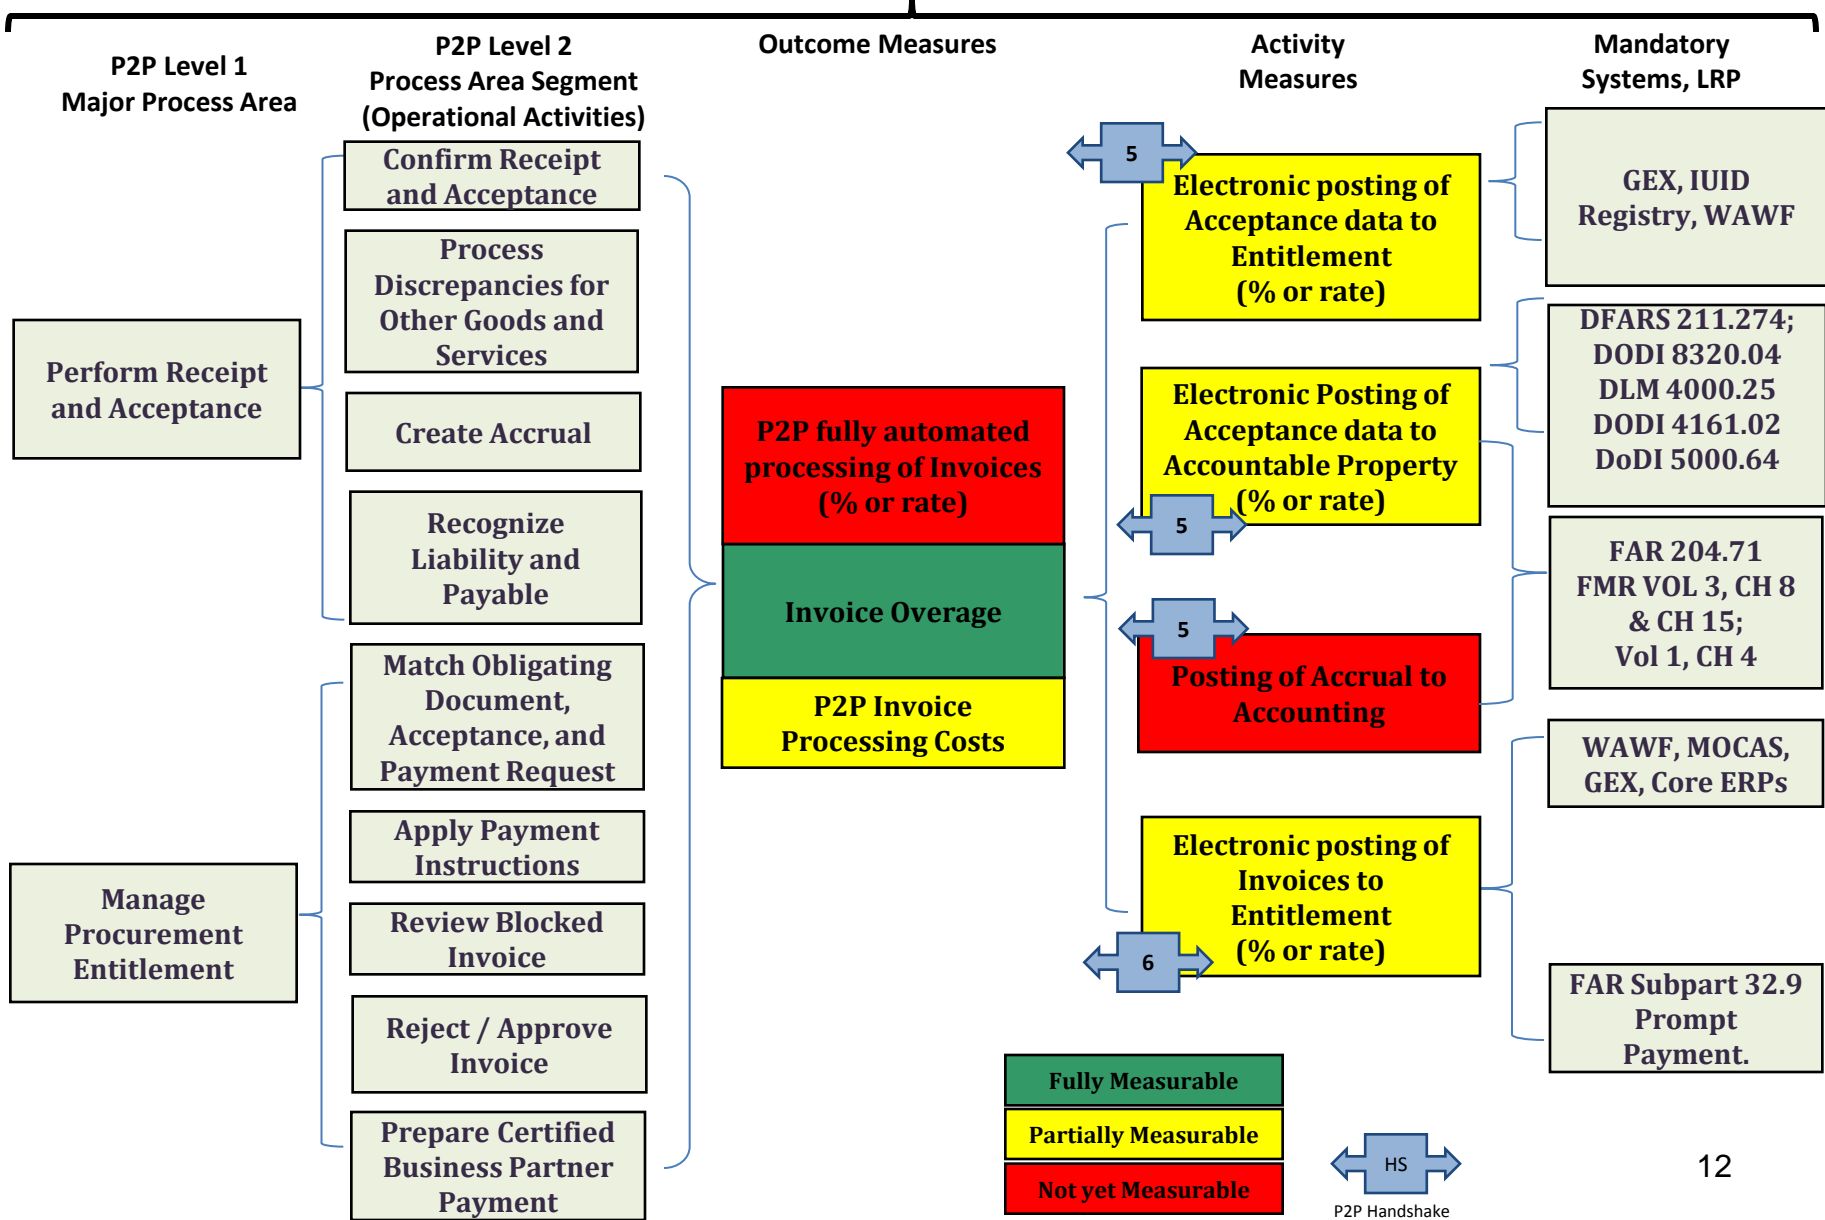 P2P Level 1
Major Process Area
P2P Level 2
Process Area Segment
(Operational Activities)
Outcome Measures
Activity
Measures
Mandatory
Systems, LRP
Perform Receipt
and Acceptance
Manage
Procurement
Entitlement
Confirm Receipt
and Acceptance
Process
Discrepancies for
Other Goods and
Services
Create Accrual
Recognize
Liability and
Payable
Match Obligating
Document,
Acceptance, and
Payment Request
Apply Payment
Instructions
Review Blocked
Invoice
Reject / Approve
Invoice
Prepare Certified
Business Partner
Payment
P2P fully automated
processing of Invoices
(% or rate)
Invoice Overage
P2P Invoice
Processing Costs
5
Electronic posting of
Acceptance data to
Entitlement
(% or rate)
Electronic Posting of
Acceptance data to
Accountable Property
(% or rate)
5
5
Posting of Accrual to
Accounting
Electronic posting of
Invoices to
Entitlement
(% or rate)
6
GEX, IUID
Registry, WAWF
DFARS 211.274;
DODI 8320.04
DLM 4000.25
DODI 4161.02
DoDI 5000.64
FAR 204.71
FMR VOL 3, CH 8
& CH 15;
Vol 1, CH 4
WAWF, MOCAS,
GEX, Core ERPs
FAR Subpart 32.9
Prompt
Payment.
Fully Measurable
Partially Measurable
Not yet Measurable
HS
P2P Handshake
12